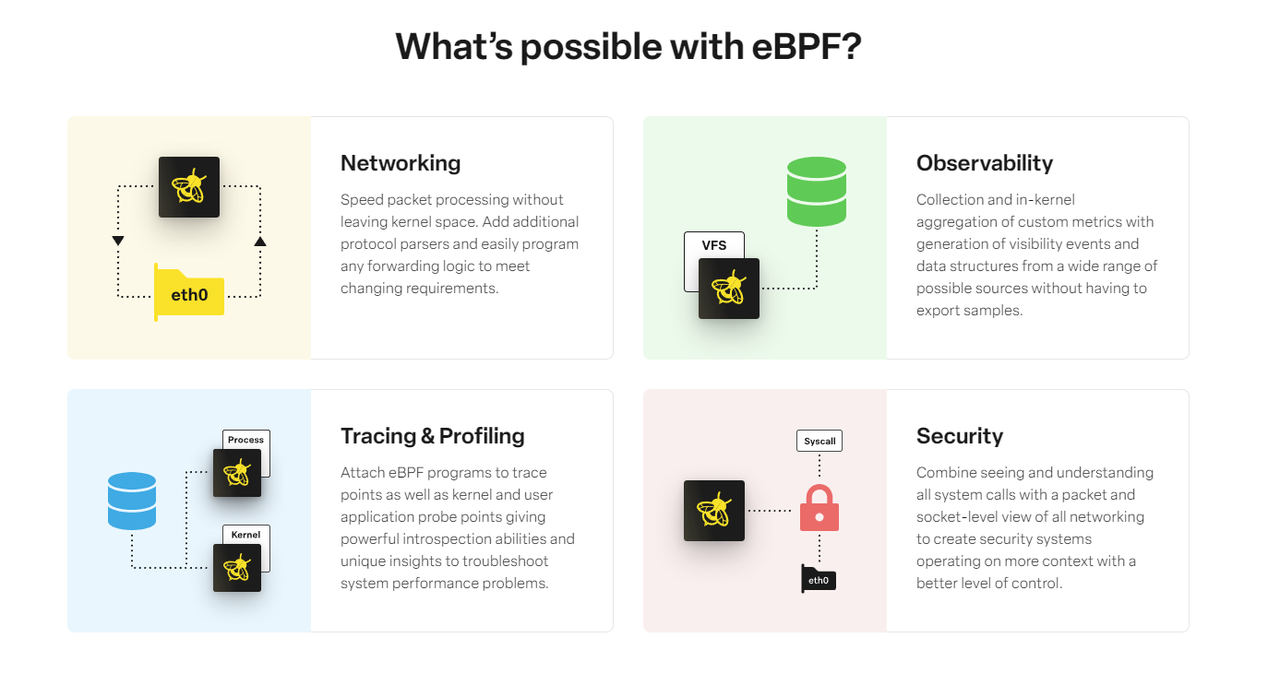 What's possible with eBPF?
eth0
Networking
Speed packet processing without
leaving kernel space. Add additional
protocol parsers and easily program
any forwarding logic to meet
changing requirements.
VFS
Observability
Collection and in-kernel
aggregation of custom metrics with
generation of visibility events and
data structures from a wide range of
possible sources without having to
export samples.
Process
Kernel
Tracing & Profiling
Attach eBPF programs to trace
points as well as kernel and user
application probe points giving
powerful introspection abilities and
unique insights to troubleshoot
system performance problems.
Syscall
eth0
Security
Combine seeing and understanding
all system calls with a packet and
socket-level view of all networking
to create security systems
operating on more context with a
better level of control.